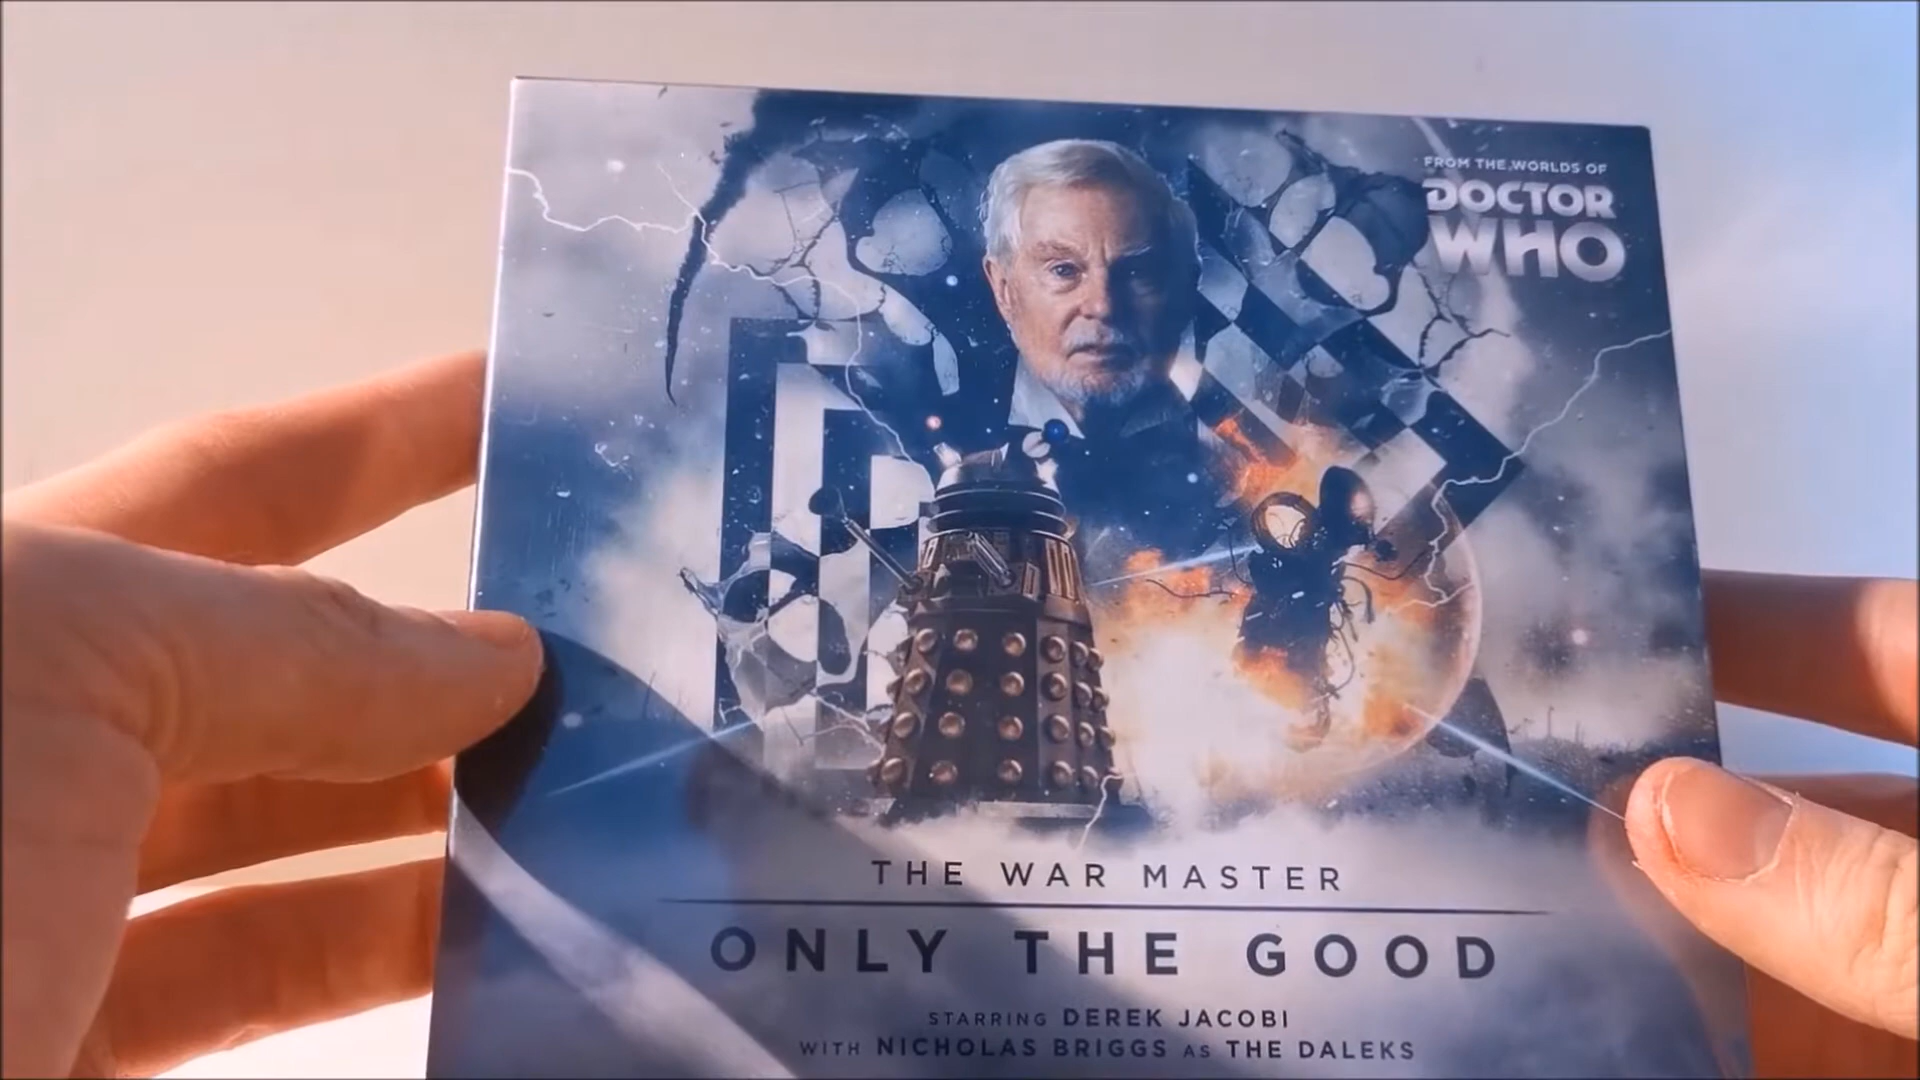 FROM THE WORLDS OF
DOCTOR
WHO
THE WAR MASTER
ONLY THE GOOD
STARRING DEREK JACOBI
WITH NICHOLAS BRIGGS AS THE DALEKS